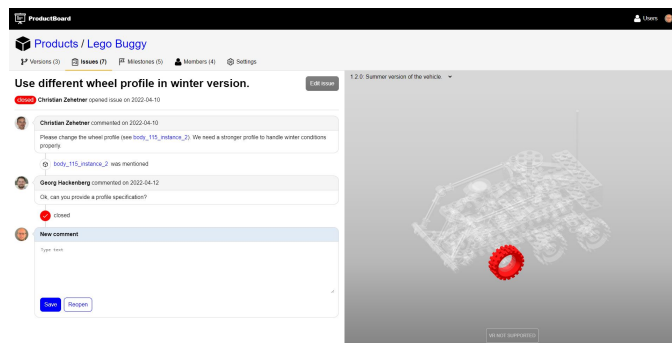 ProductBoard
Users
Products / Lego Buggy
Versions (3)
Issues (7)
Milestones (5)
Members (4)
Settings
Use different wheel profile in winter version.
Edit issue
closed Christian Zehetner opened issue on 2022-04-10
Christian Zehetner commented on 2022-04-10
Please change the wheel profile (see body_115_instance_2). We need a stronger profile to handle winter conditions
properly.
body_115_instance_2 was mentioned
Georg Hackenberg commented on 2022-04-12
Ok, can you provide a profile specification?
closed
New comment
Type text
Save
Reopen
1.2.0: Summer version of the vehicle.
VR NOT SUPPORTED